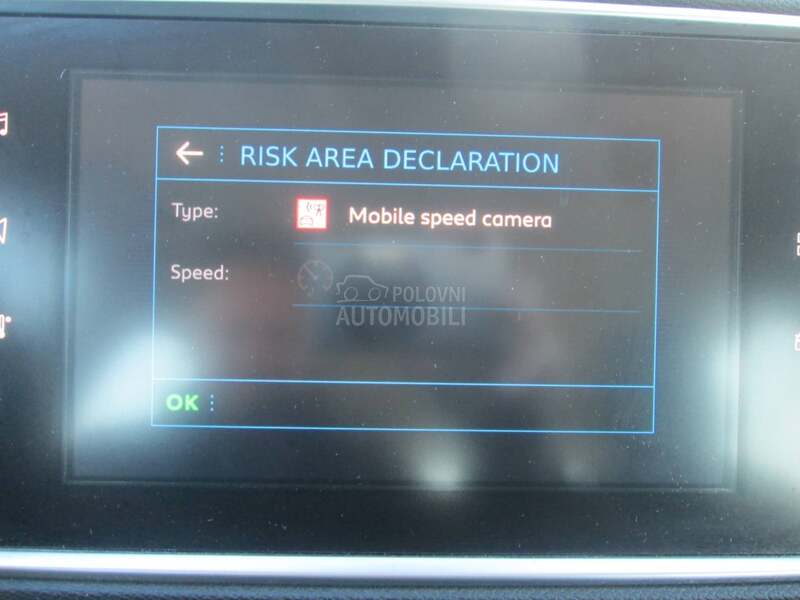 RISK AREA DECLARATION
Type: Mobile speed camera
Speed:
POLOVNI
AUTOMOBILI
OK